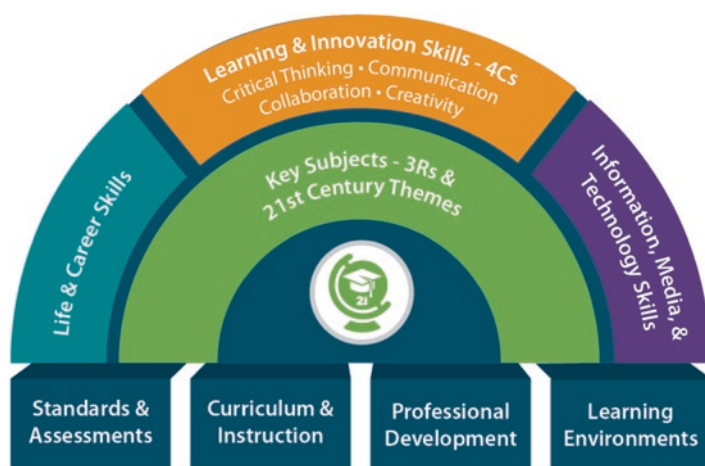 Learning & Innovation Skills - 4Cs
Critical Thinking • Communication
Collaboration • Creativity
Life & Career Skills
Key Subjects - 3Rs &
21st Century Themes
Information, Media, &
Technology Skills
2i
Standards &
Assessments
Curriculum &
Instruction
Professional
Development
Learning
Environments